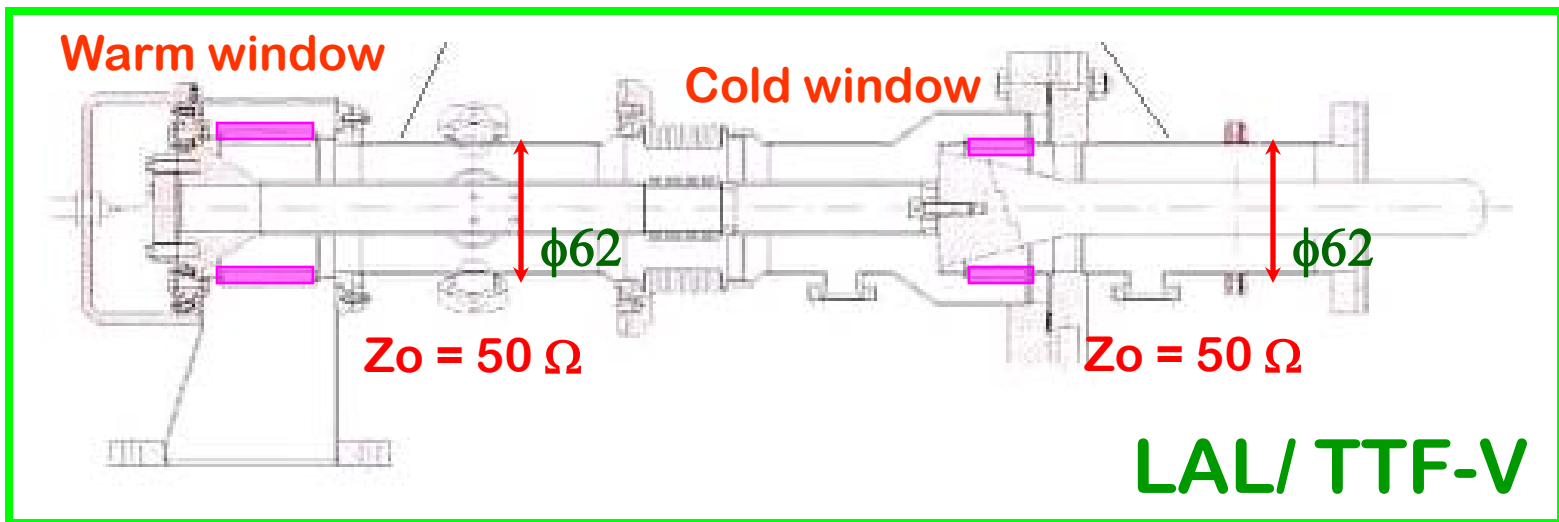 Warm window
Cold window
ϕ62
ϕ62
Zo = 50 Ω
Zo = 50 Ω
LAL/ TTF-V